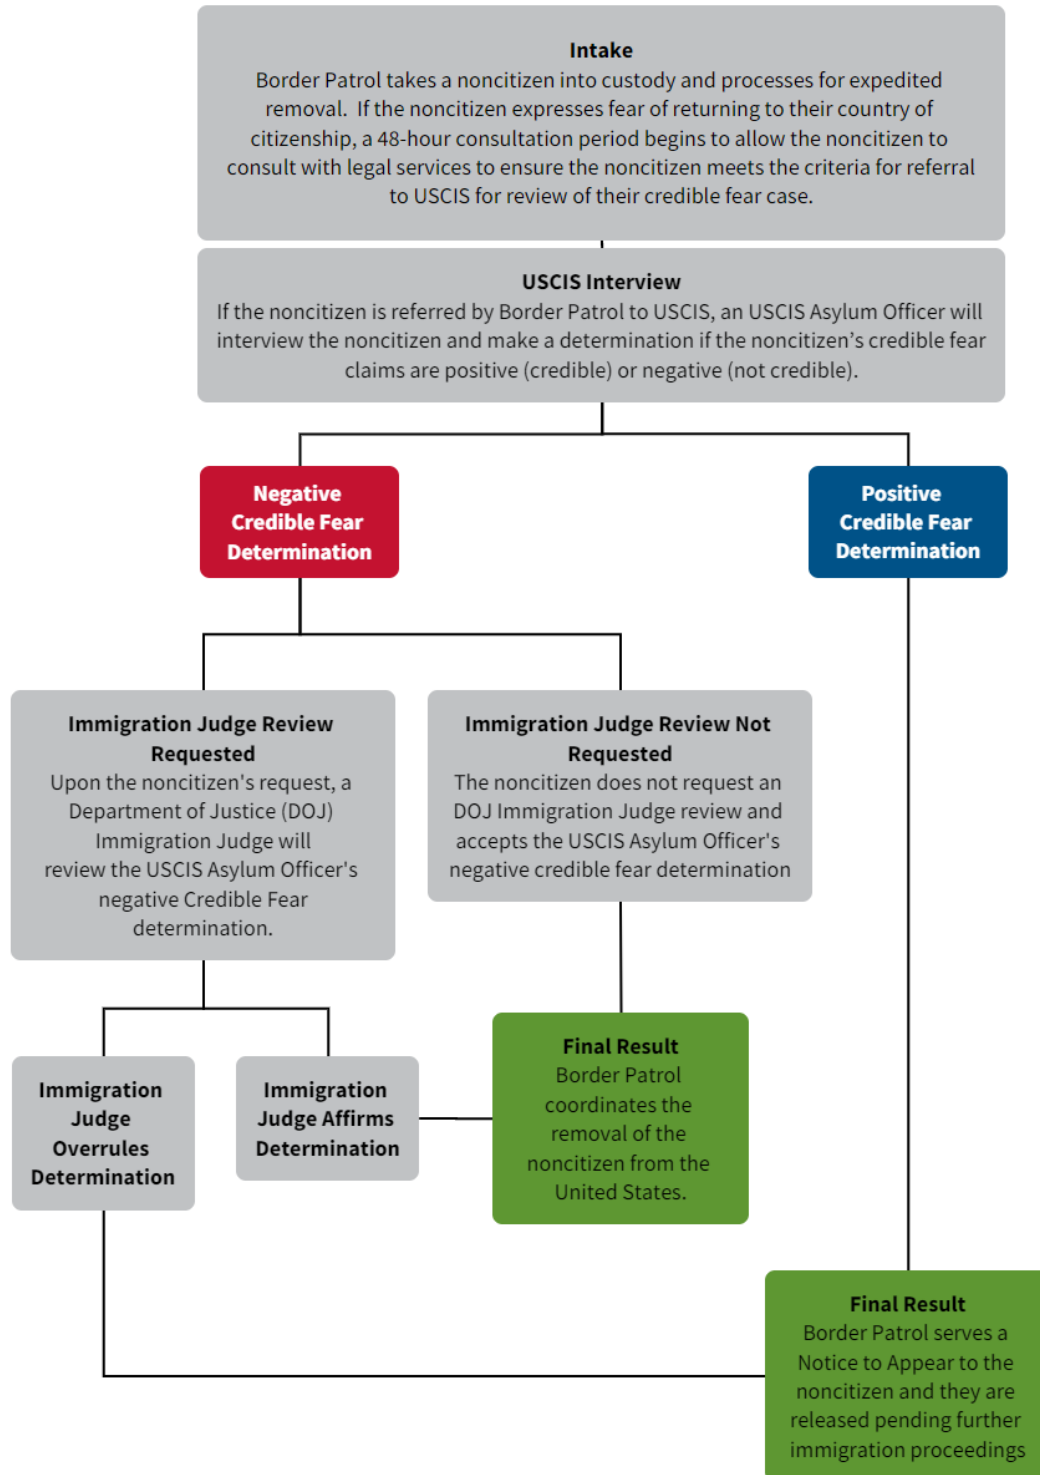 Intake
Border Patrol takes a noncitizen into custody and processes for expedited
removal. If the noncitizen expresses fear of returning to their country of
citizenship, a 48-hour consultation period begins to allow the noncitizen to
consult with legal services to ensure the noncitizen meets the criteria for referral
to USCIS for review of their credible fear case.
USCIS Interview
If the noncitizen is referred by Border Patrol to USCIS, an USCIS Asylum Officer will
interview the noncitizen and make a determination if the noncitizen's credible fear
claims are positive (credible) or negative (not credible).
Negative
Credible Fear
Determination
Positive
Credible Fear
Determination
Immigration Judge Review
Requested
Upon the noncitizen's request, a
Department of Justice (DOJ)
Immigration Judge will
review the USCIS Asylum Officer's
negative Credible Fear
determination.
Immigration Judge Review Not
Requested
The noncitizen does not request an
DOJ Immigration Judge review and
accepts the USCIS Asylum Officer's
negative credible fear determination
Immigration
Judge
Overrules
Determination
Immigration
Judge Affirms
Determination
Final Result
Border Patrol
coordinates the
removal of the
noncitizen from the
United States.
Final Result
Border Patrol serves a
Notice to Appear to the
noncitizen and they are
released pending further
immigration proceedings